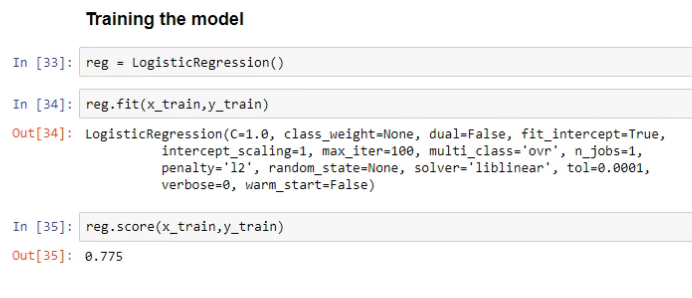 Training the model
In [33]: reg = LogisticRegression()
In [34]: reg.fit(x_train,y_train)
Out[34]: LogisticRegression(C=1.0, class_weight=None, dual=False, fit_intercept=True,
intercept_scaling=1, max_iter=100, multi_class='ovr', n_jobs=1,
penalty='l2', random_state=None, solver='liblinear', tol=0.0001,
verbose=0, warm_start=False)
In [35]: reg.score(x_train,y_train)
Out[35]: 0.775